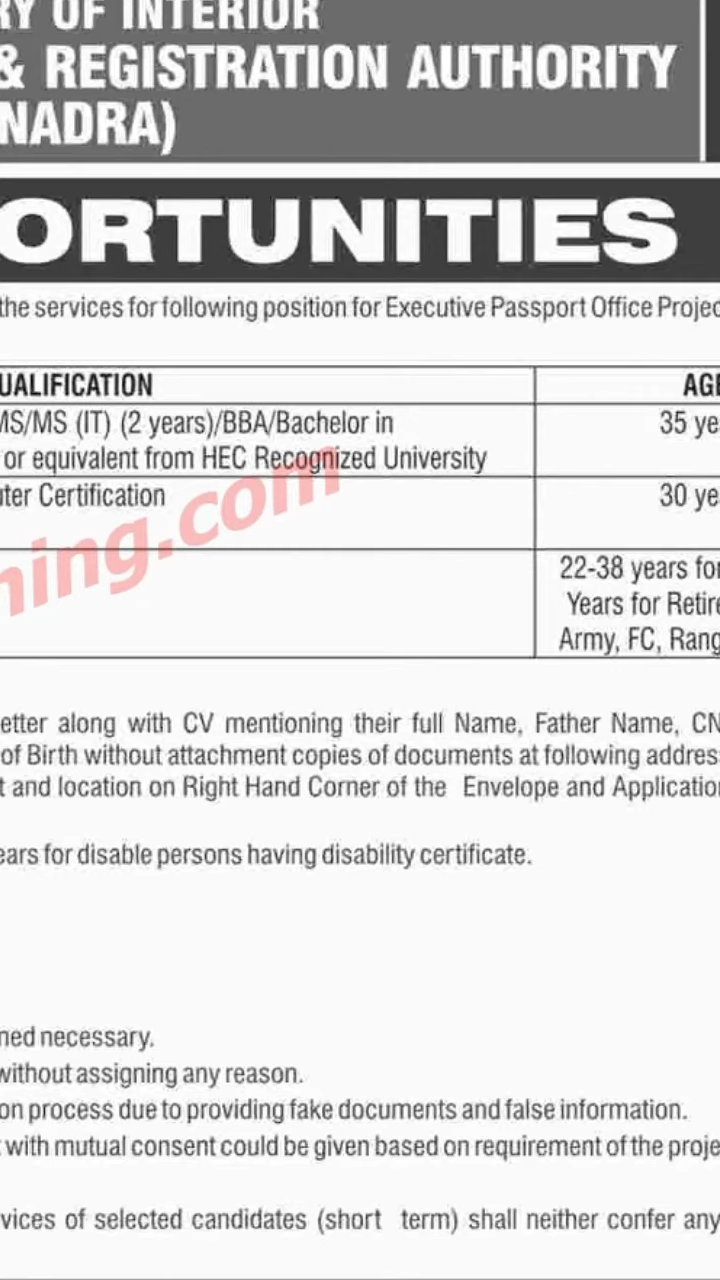 RY OF INTERIOR
& REGISTRATION AUTHORITY
NADRA)
ORTUNITIES
the services for following position for Executive Passport Office Projec
UALIFICATION AGE
MS/MS (IT) (2 years)/BBA/Bachelor in 35 ye
or equivalent from HEC Recognized University
uter Certification 30 ye
ning.com
22-38 years for
Years for Retire
Army, FC, Rang
etter along with CV mentioning their full Name, Father Name, CN
of Birth without attachment copies of documents at following addres
t and location on Right Hand Corner of the Envelope and Application
ears for disable persons having disability certificate.
ned necessary.
without assigning any reason.
on process due to providing fake documents and false information.
t with mutual consent could be given based on requirement of the proje
vices of selected candidates (short term) shall neither confer any